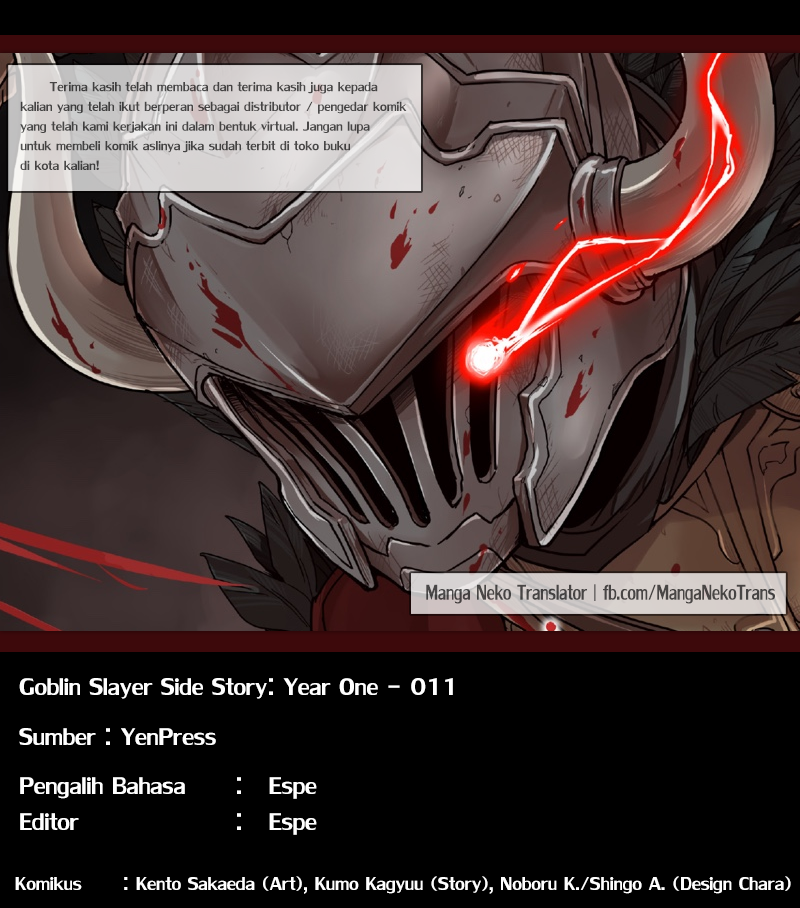 Terima kasih telah membaca dan terima kasih juga kepada
kalian yang telah ikut berperan sebagai distributor / pengedar komik
yang telah kami kerjakan ini dalam bentuk virtual. Jangan lupa
untuk membeli komik aslinya jika sudah terbit di toko buku
di kota kalian!
Manga Neko Translator | fb.com/MangaNekoTrans
Goblin Slayer Side Story: Year One - 011
Sumber : YenPress
Pengalih Bahasa : Espe
Editor : Espe
Komikus : Kento Sakaeda (Art), Kumo Kagyuu (Story), Noboru K./Shingo A. (Design Chara)